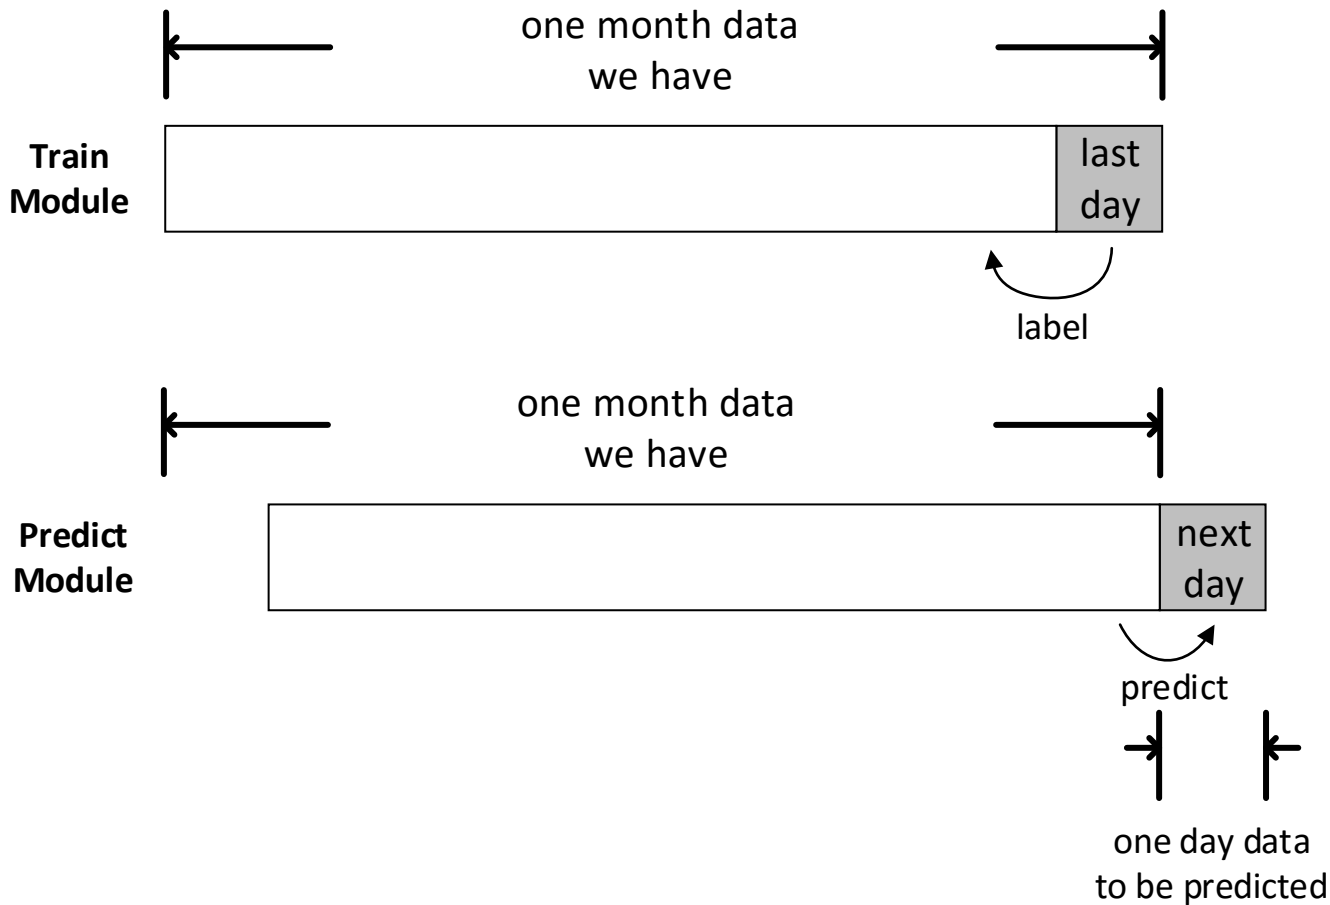 one month data
we have
Train
Module
last
day
label
one month data
we have
Predict
Module
next
day
predict
one day data
to be predicted